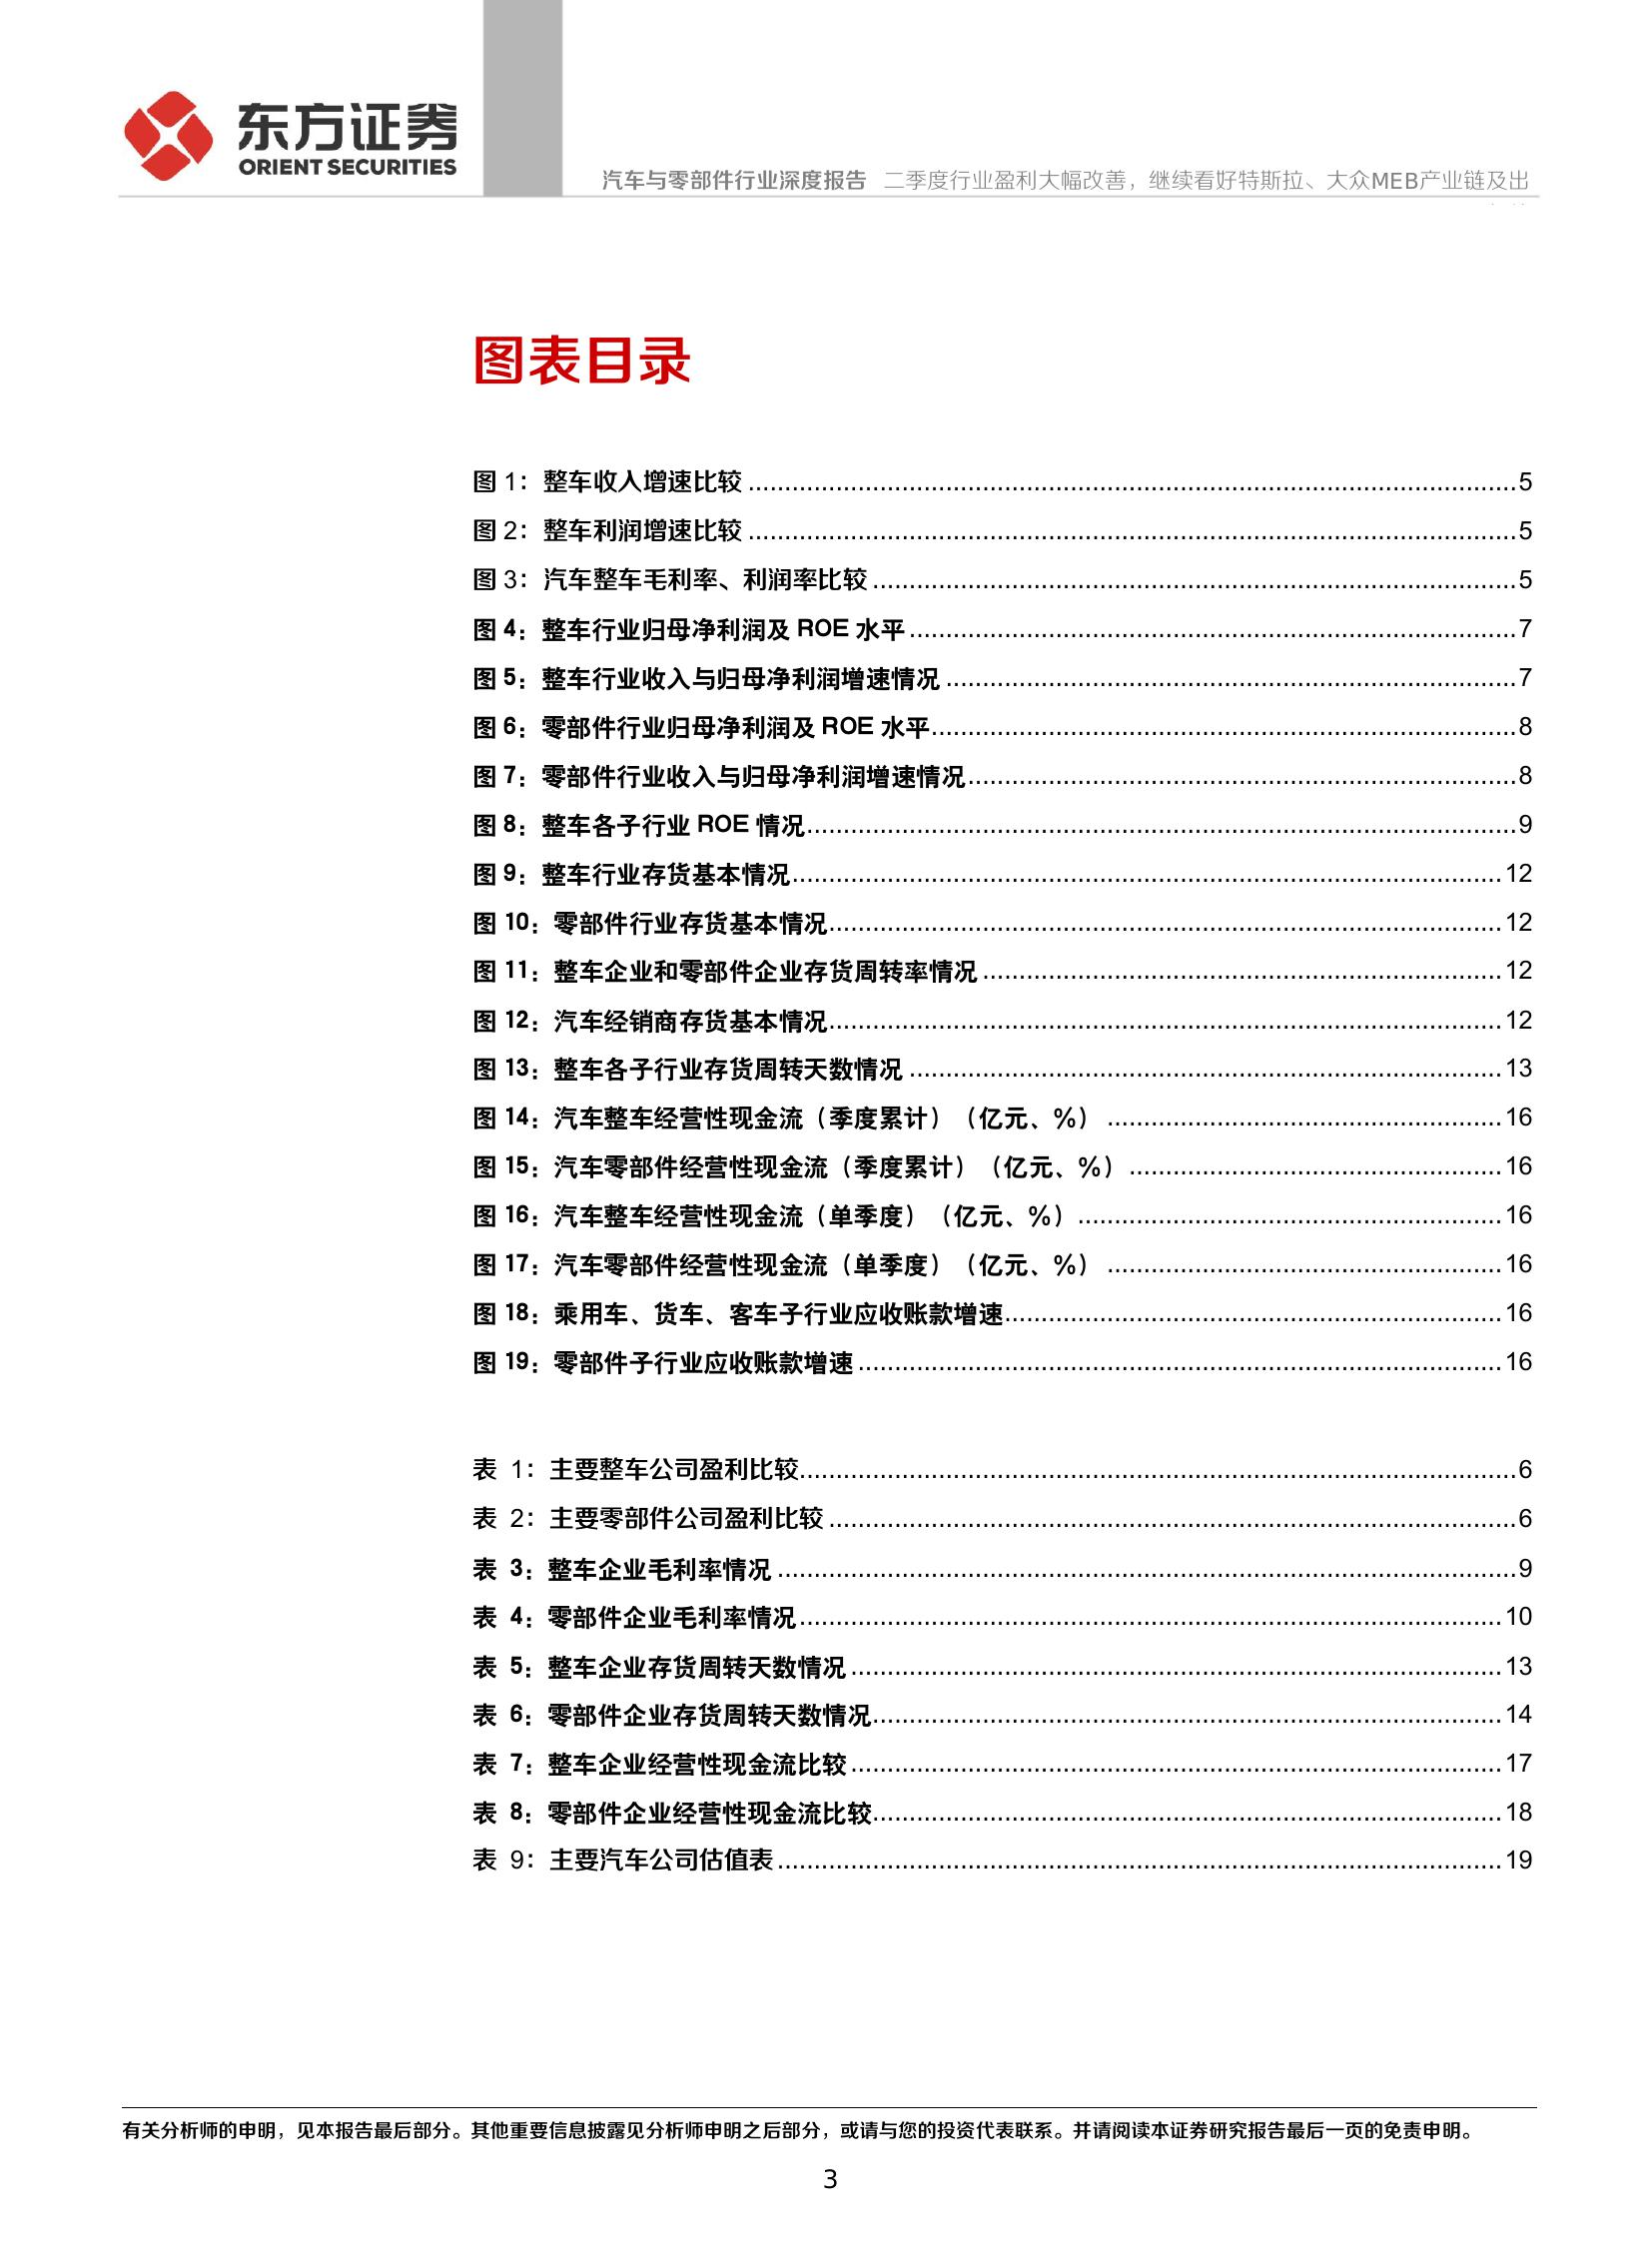 东方证券
ORIENT SECURITIES
汽车与零部件行业深度报告 二季度行业盈利大幅改善，继续看好特斯拉、大众MEB产业链及出
图表目录
图 1：整车收入增速比较 ........ 5
图 2：整车利润增速比较 ........ 5
图 3：汽车整车毛利率、利润率比较 ........ 5
图 4：整车行业归母净利润及 ROE 水平 ........ 7
图 5：整车行业收入与归母净利润增速情况 ........ 7
图 6：零部件行业归母净利润及 ROE 水平 ........ 8
图 7：零部件行业收入与归母净利润增速情况 ........ 8
图 8：整车各子行业 ROE 情况 ........ 9
图 9：整车行业存货基本情况 ........ 12
图 10：零部件行业存货基本情况 ........ 12
图 11：整车企业和零部件企业存货周转率情况 ........ 12
图 12：汽车经销商存货基本情况 ........ 12
图 13：整车各子行业存货周转天数情况 ........ 13
图 14：汽车整车经营性现金流（季度累计）（亿元、%） ........ 16
图 15：汽车零部件经营性现金流（季度累计）（亿元、%） ........ 16
图 16：汽车整车经营性现金流（单季度）（亿元、%） ........ 16
图 17：汽车零部件经营性现金流（单季度）（亿元、%） ........ 16
图 18：乘用车、货车、客车子行业应收账款增速 ........ 16
图 19：零部件子行业应收账款增速 ........ 16
表 1：主要整车公司盈利比较 ........ 6
表 2：主要零部件公司盈利比较 ........ 6
表 3：整车企业毛利率情况 ........ 9
表 4：零部件企业毛利率情况 ........ 10
表 5：整车企业存货周转天数情况 ........ 13
表 6：零部件企业存货周转天数情况 ........ 14
表 7：整车企业经营性现金流比较 ........ 17
表 8：零部件企业经营性现金流比较 ........ 18
表 9：主要汽车公司估值表 ........ 19
有关分析师的申明，见本报告最后部分。其他重要信息披露见分析师申明之后部分，或请与您的投资代表联系。并请阅读本证券研究报告最后一页的免责申明。
3